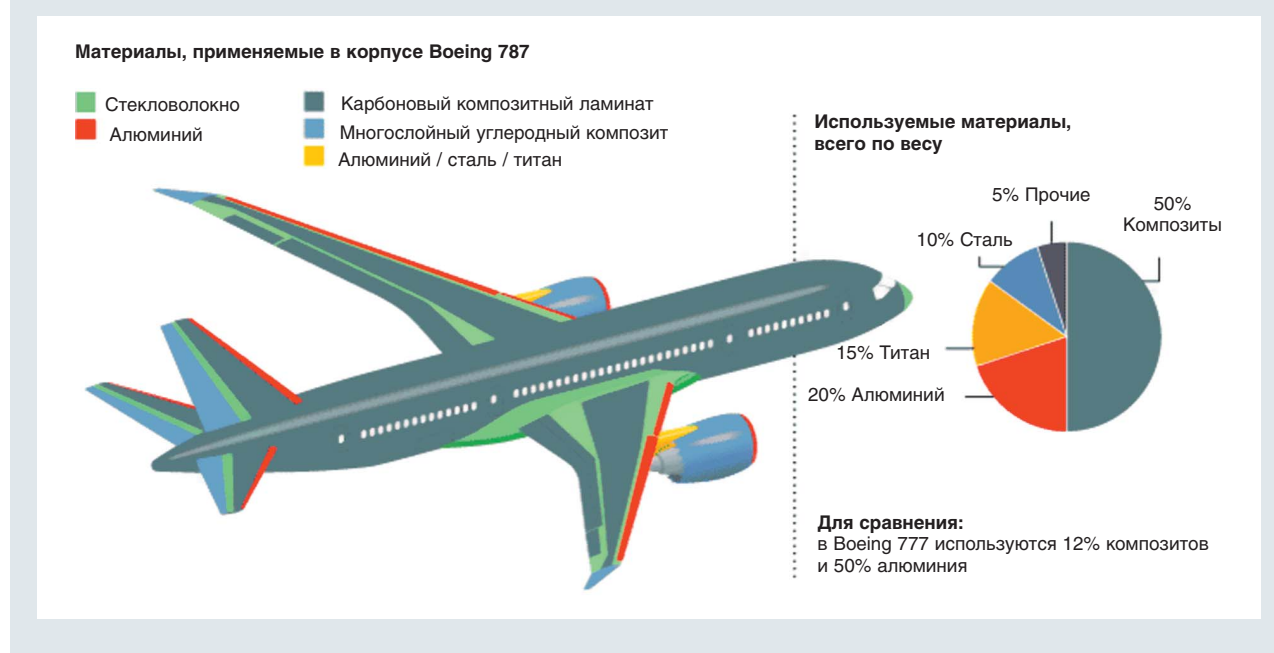 Материалы, применяемые в корпусе Boeing 787
Стекловолокно
Алюминий
Карбоновый композитный ламинат
Многослойный углеродный композит
Алюминий / сталь / титан
Используемые материалы,
всего по весу
5% Прочие
50%
Композиты
10% Сталь
15% Титан
20% Алюминий
Для сравнения:
в Boeing 777 используются 12% композитов
и 50% алюминия